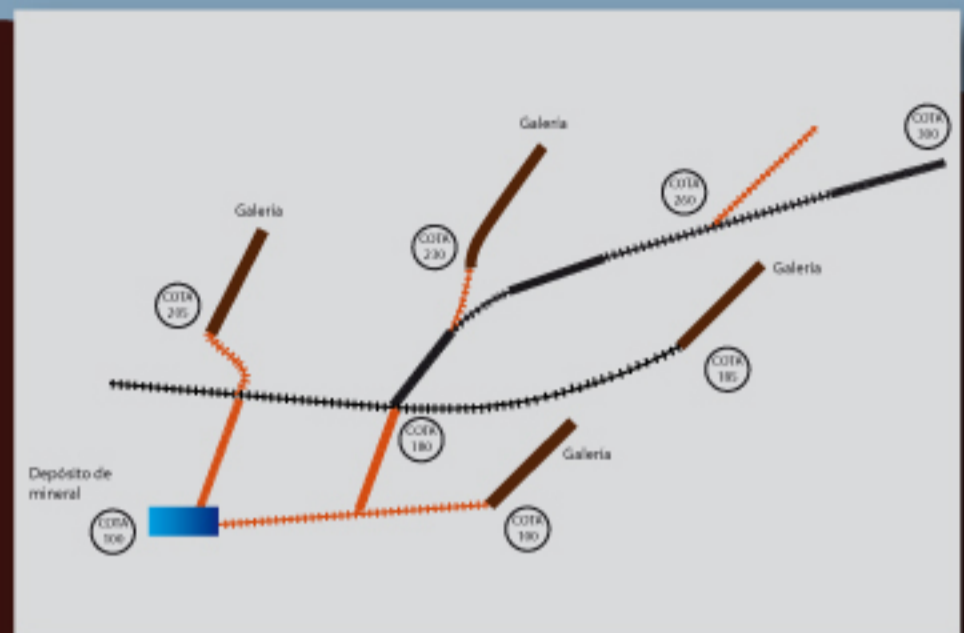 Galería
COTA
300
COTA
260
Galería
COTA
230
Galería
COTA
205
COTA
185
Galería
COTA
180
Galería
Depósito de
mineral
COTA
100
COTA
100